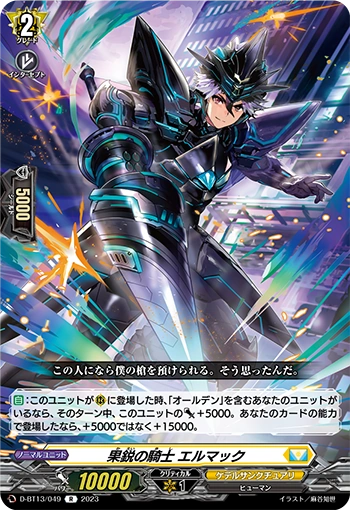 2
グレード
インターセプト
5000
シールド
この人になら僕の槍を預けられる。そう思ったんだ。
自:このユニットがRに登場した時、「オールデン」を含むあなたのユニットが
いるなら、そのターン中、このユニットの+5000。あなたのカードの能力
で登場したなら、+5000ではなく+15000。
ノーマルユニット
果鋭の騎士 エルマック
パワー
10000
クリティカル
1
ケテルサンクチュアリ
ヒューマン
D-BT13/049 R 2023
イラスト/麻谷知世